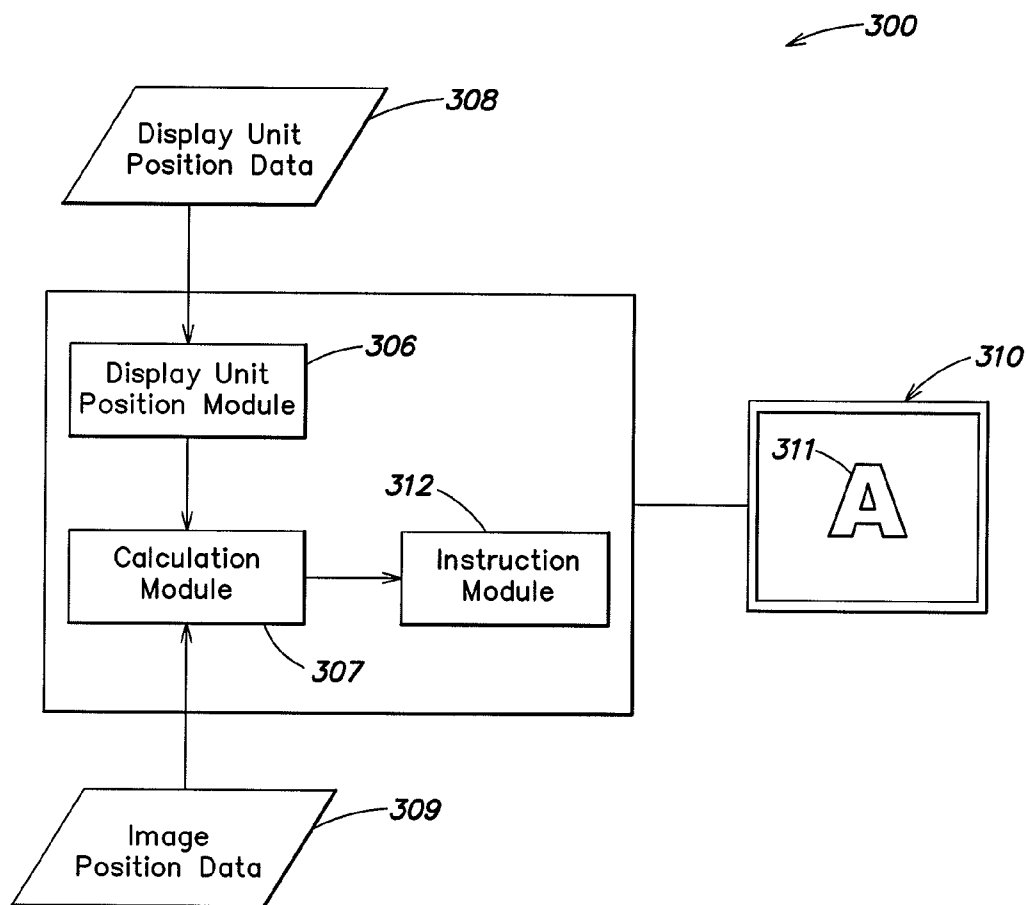 300
308
Display Unit
Position Data
306
Display Unit
Position Module
310
311
A
312
Calculation
Module
Instruction
Module
307
309
Image
Position Data